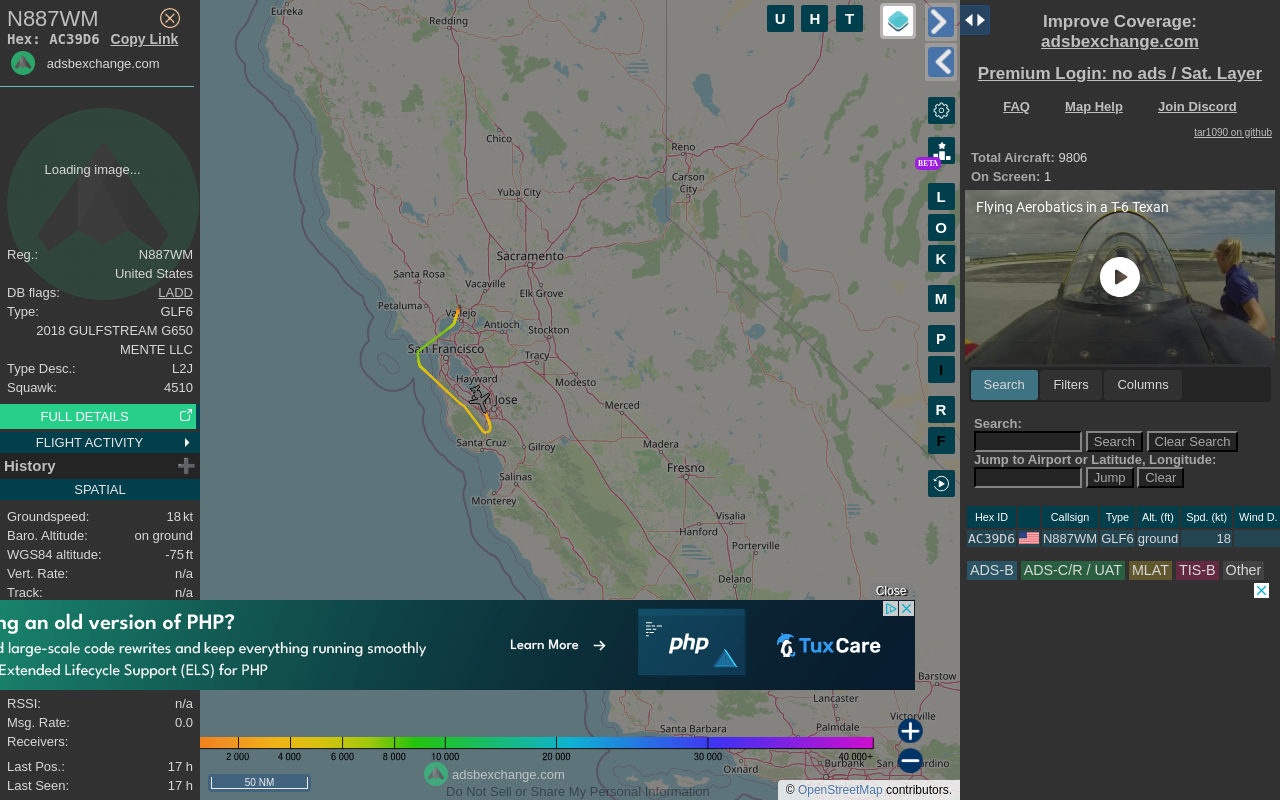 N887WM
Hex: AC39D6 Copy Link
adsbexchange.com
Loading image...
Reg.: N887WM
United States
DB flags: LADD
Type: GLF6
2018 GULFSTREAM G650
MENTE LLC
Type Desc.: L2J
Squawk: 4510
FULL DETAILS
FLIGHT ACTIVITY
History
SPATIAL
Groundspeed: 18 kt
Baro. Altitude: on ground
WGS84 altitude: -75 ft
Vert. Rate: n/a
Track: n/a
RSSI: n/a
Msg. Rate: 0.0
Receivers:
Last Pos.: 17 h
Last Seen: 17 h
Eureka
Redding
Chico
Reno
Carson
City
Yuba City
Sacramento
Santa Rosa
Vacaville
Elk Grove
Petaluma
Vallejo
Antioch
Stockton
San Francisco
Tracy
Hayward
Modesto
Jose
Merced
Santa Cruz
Gilroy
Madera
Salinas
Fresno
Monterey
Visalia
Hanford
Porterville
Delano
Barstow
Lancaster
Victorville
Santa Barbara
Palmdale
Oxnard
Burbank
U H T
BETA
L
O
K
M
P
I
R
F
Close
ng an old version of PHP?
d large-scale code rewrites and keep everything running smoothly
Extended Lifecycle Support (ELS) for PHP
Learn More
php
TuxCare
2 000 4 000 6 000 8 000 10 000 20 000 30 000 40 000+
50 NM
adsbexchange.com
Do Not Sell or Share My Personal Information
© OpenStreetMap contributors.
Improve Coverage:
adsbexchange.com
Premium Login: no ads / Sat. Layer
FAQ Map Help Join Discord
tar1090 on github
Total Aircraft: 9806
On Screen: 1
Flying Aerobatics in a T-6 Texan
Search Filters Columns
Search:
Search Clear Search
Jump to Airport or Latitude, Longitude:
Jump Clear
Hex ID Callsign Type Alt. (ft) Spd. (kt) Wind D.
AC39D6 N887WM GLF6 ground 18
ADS-B ADS-C/R / UAT MLAT TIS-B Other